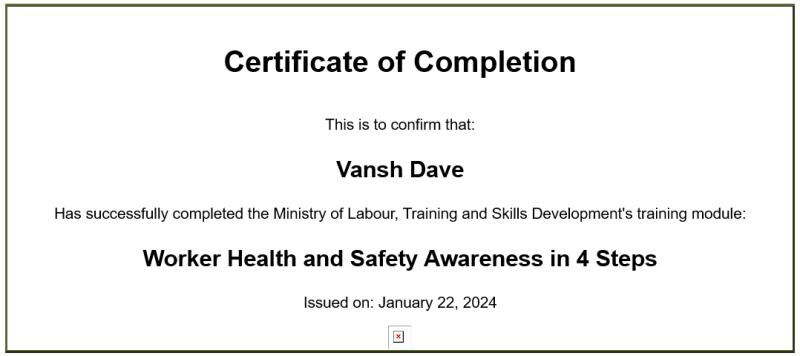 Certificate of Completion
This is to confirm that:
Vansh Dave
Has successfully completed the Ministry of Labour, Training and Skills Development's training module:
Worker Health and Safety Awareness in 4 Steps
Issued on: January 22, 2024